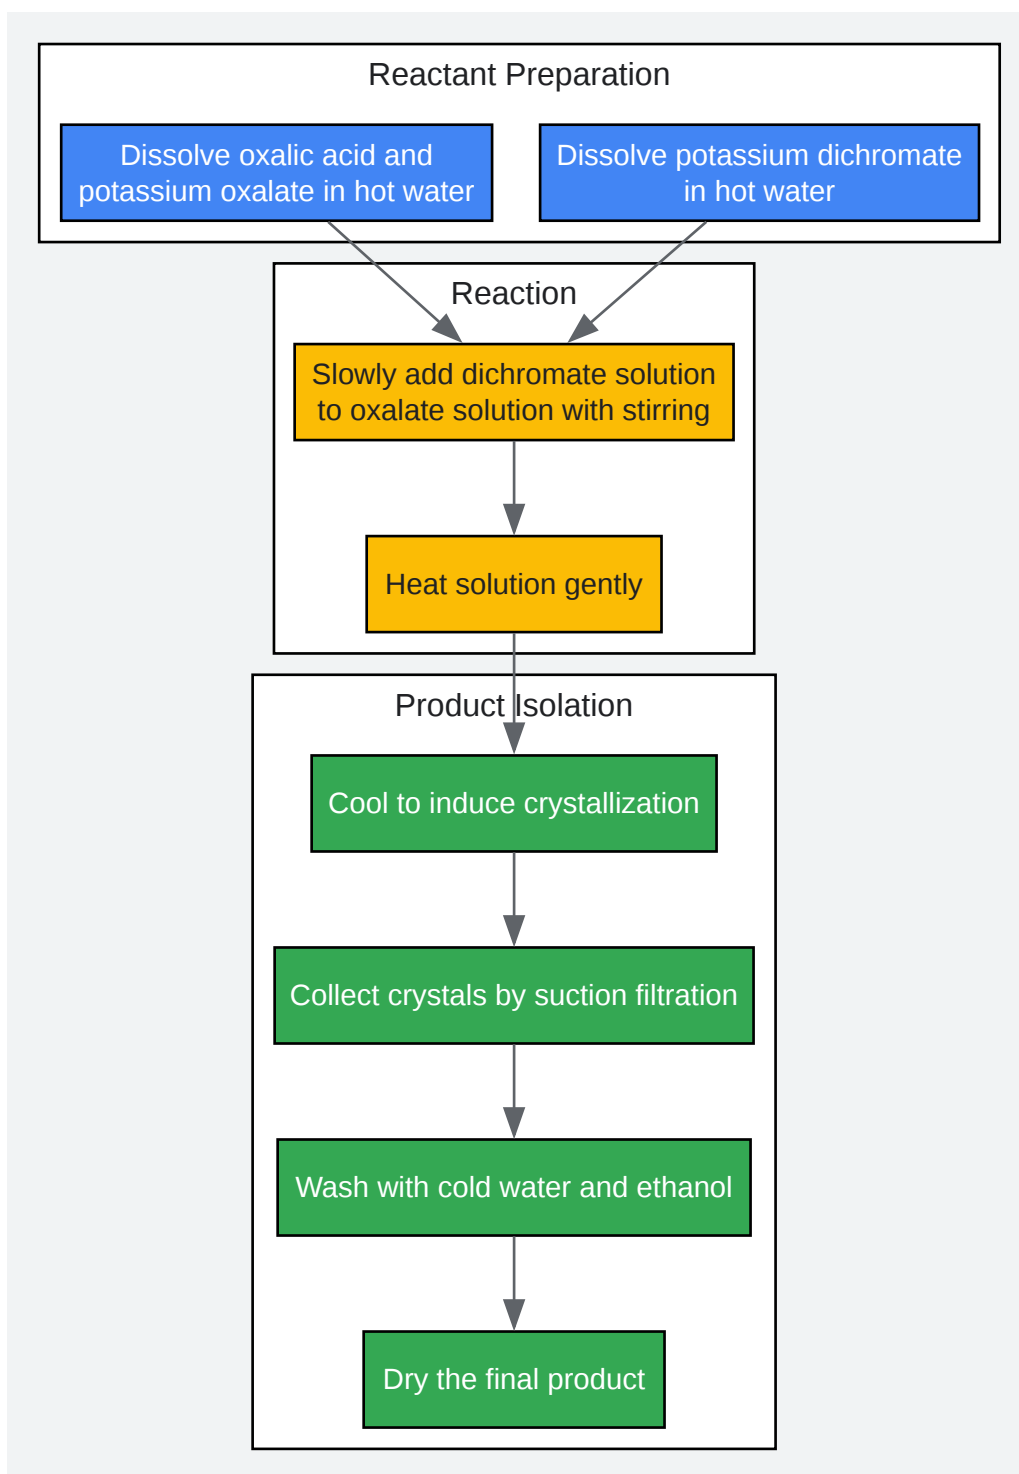 Reactant Preparation
Dissolve oxalic acid and
potassium oxalate in hot water
Dissolve potassium dichromate
in hot water
Reaction
Slowly add dichromate solution
to oxalate solution with stirring
Heat solution gently
Product Isolation
Cool to induce crystallization
Collect crystals by suction filtration
Wash with cold water and ethanol
Dry the final product